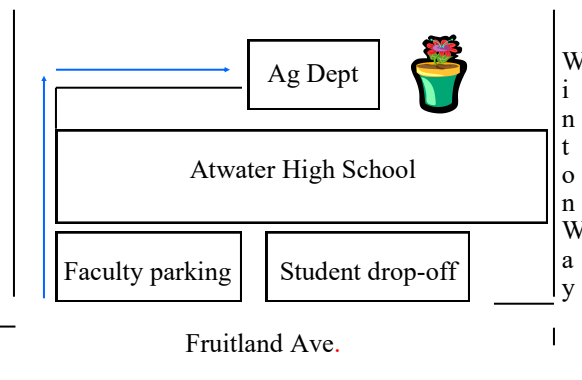 Ag Dept
Atwater High School
Faculty parking
Student drop-off
Fruitland Ave.
Winton Way